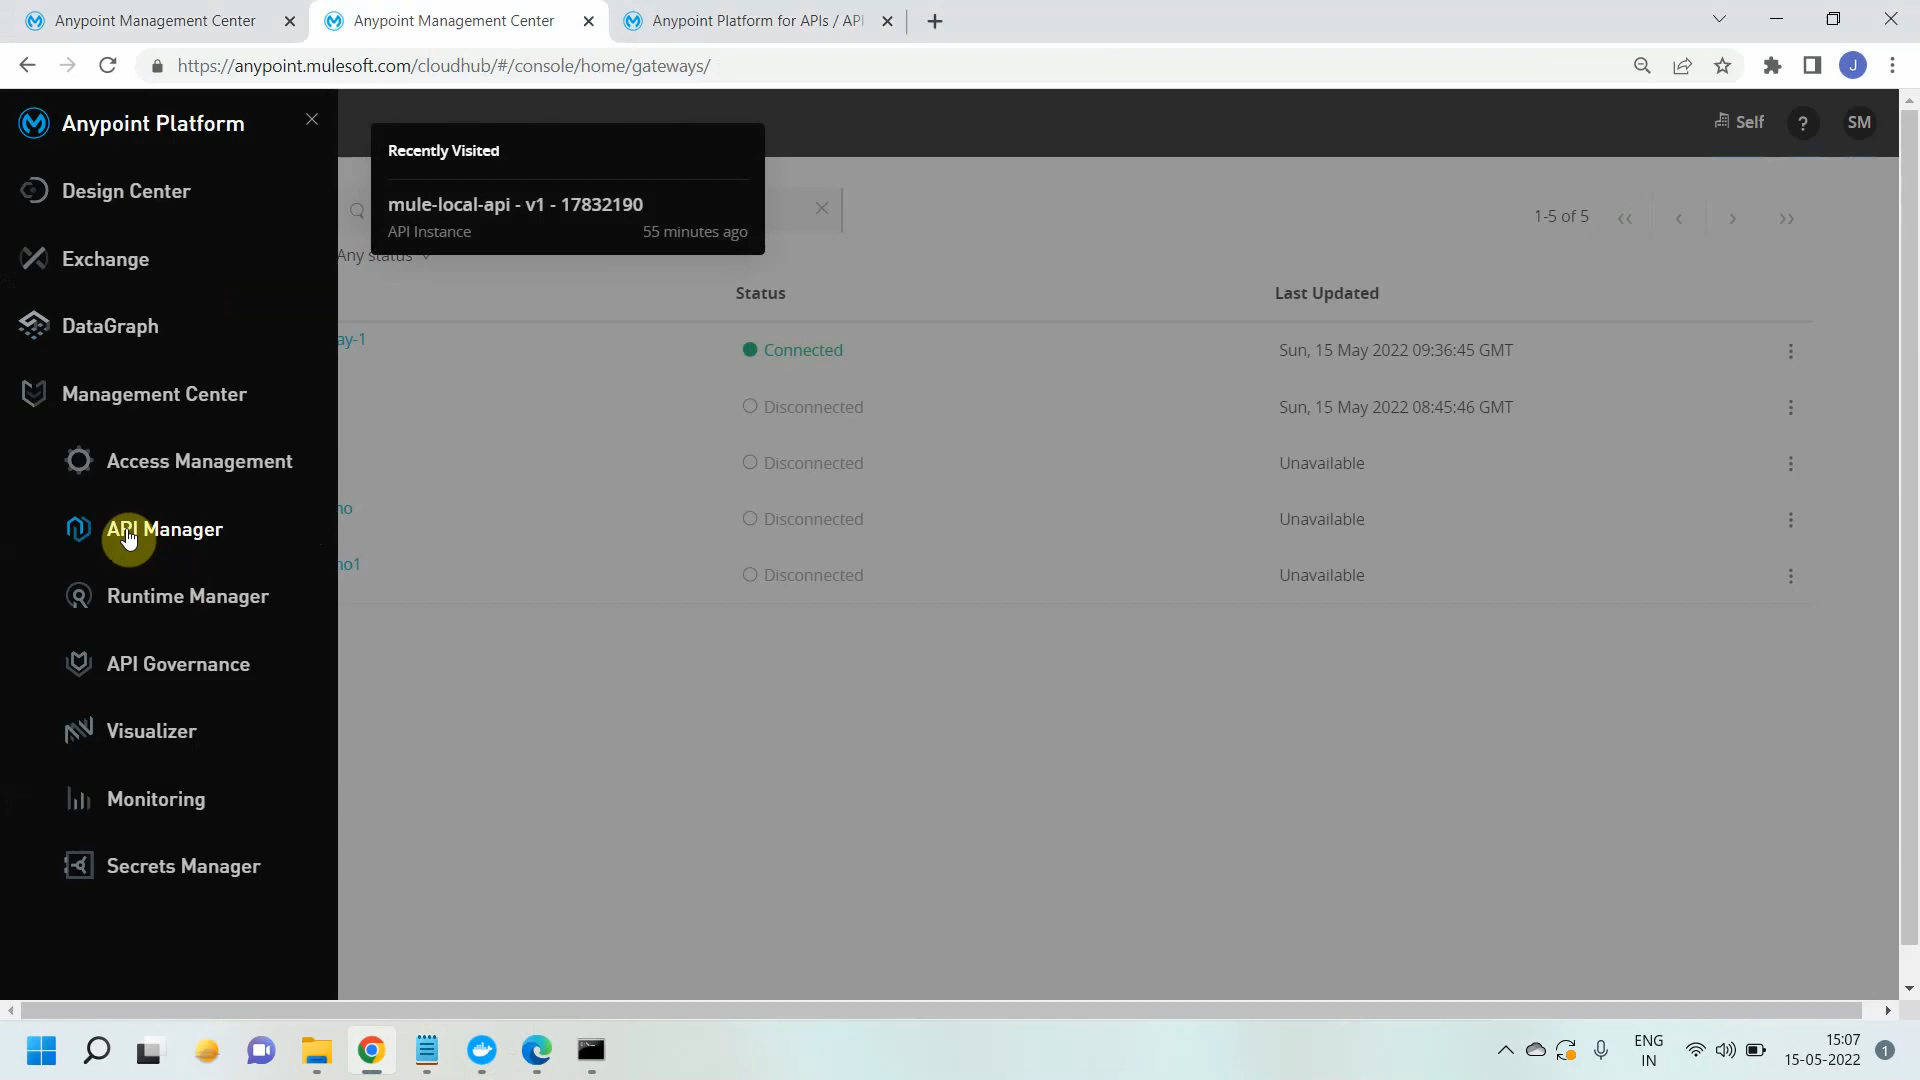 Anypoint Management Center
Anypoint Management Center
Anypoint Platform for APIs / API
https://anypoint.mulesoft.com/cloudhub/#/console/home/gateways/
J
Anypoint Platform
Self
?
SM
Recently Visited
mule-local-api - v1 - 17832190
API Instance
55 minutes ago
Design Center
Exchange
DataGraph
Management Center
Access Management
API Manager
Runtime Manager
API Governance
Visualizer
Monitoring
Secrets Manager
1-5 of 5
Any status
Status
Last Updated
ay-1
Connected
Sun, 15 May 2022 09:36:45 GMT
Disconnected
Sun, 15 May 2022 08:45:46 GMT
Disconnected
Unavailable
no
Disconnected
Unavailable
no1
Disconnected
Unavailable
ENG
IN
15:07
15-05-2022
1